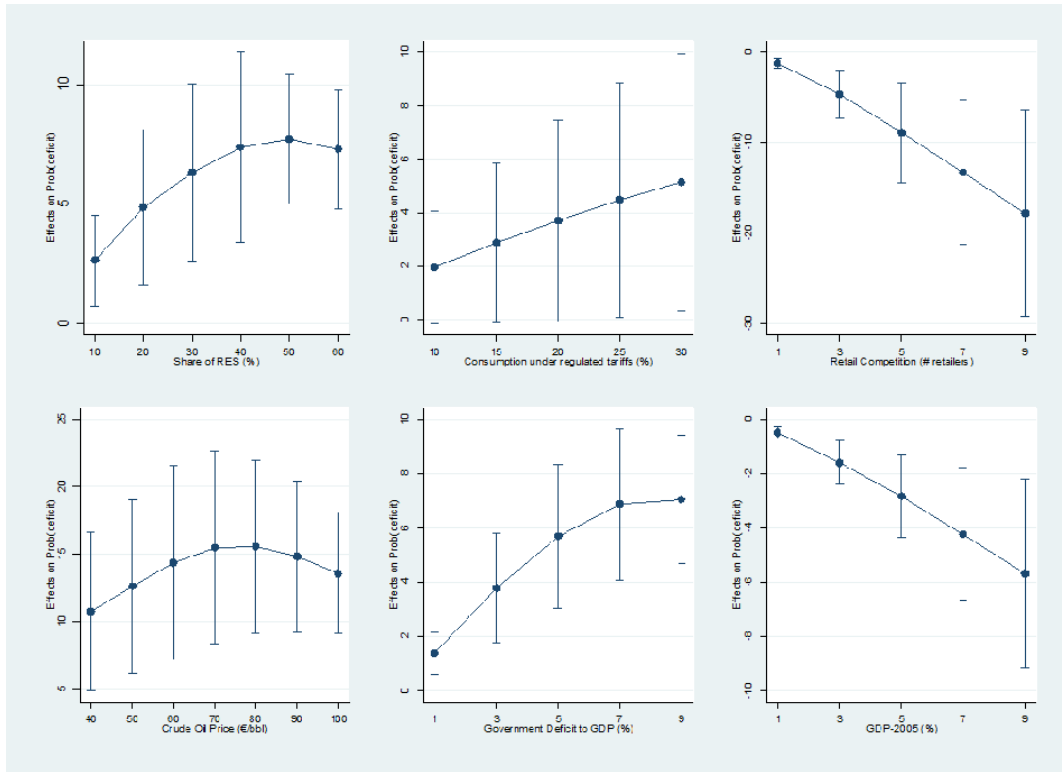 Effects on Prob(deficit)
10
5
0
10 20 30 40 50 60
Share of RES (%)
Effects on Prob(deficit)
10
8
6
4
2
0
10 15 20 25 30
Consumption under regulated tariffs (%)
Effects on Prob(deficit)
0
-10
-20
-30
1 3 5 7 9
Retail Competition (# retailers)
Effects on Prob(deficit)
25
20
15
10
5
40 50 60 70 80 90 100
Crude Oil Price (€/bbl)
Effects on Prob(deficit)
10
8
6
4
2
0
1 3 5 7 9
Government Deficit to GDP (%)
Effects on Prob(deficit)
0
-2
-4
-6
-8
-10
1 3 5 7 9
GDP-2005 (%)